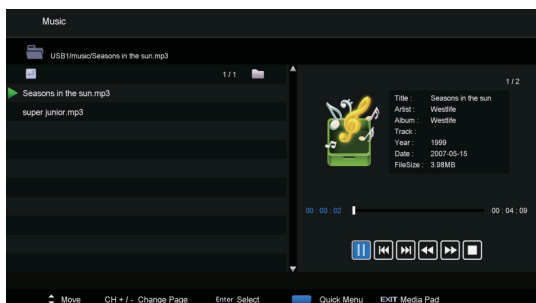 Music
USB1/music/Seasons in the sun.mp3
1/1
Seasons in the sun.mp3
super junior.mp3
1/2
Title : Seasons in the sun
Artist : Westlife
Album : Westlife
Track :
Year : 1999
Date : 2007-05-15
FileSize : 3.98MB
00 : 00 : 02 00 : 04 : 09
Move CH + / - Change Page Enter Select Quick Menu EXIT Media Pad